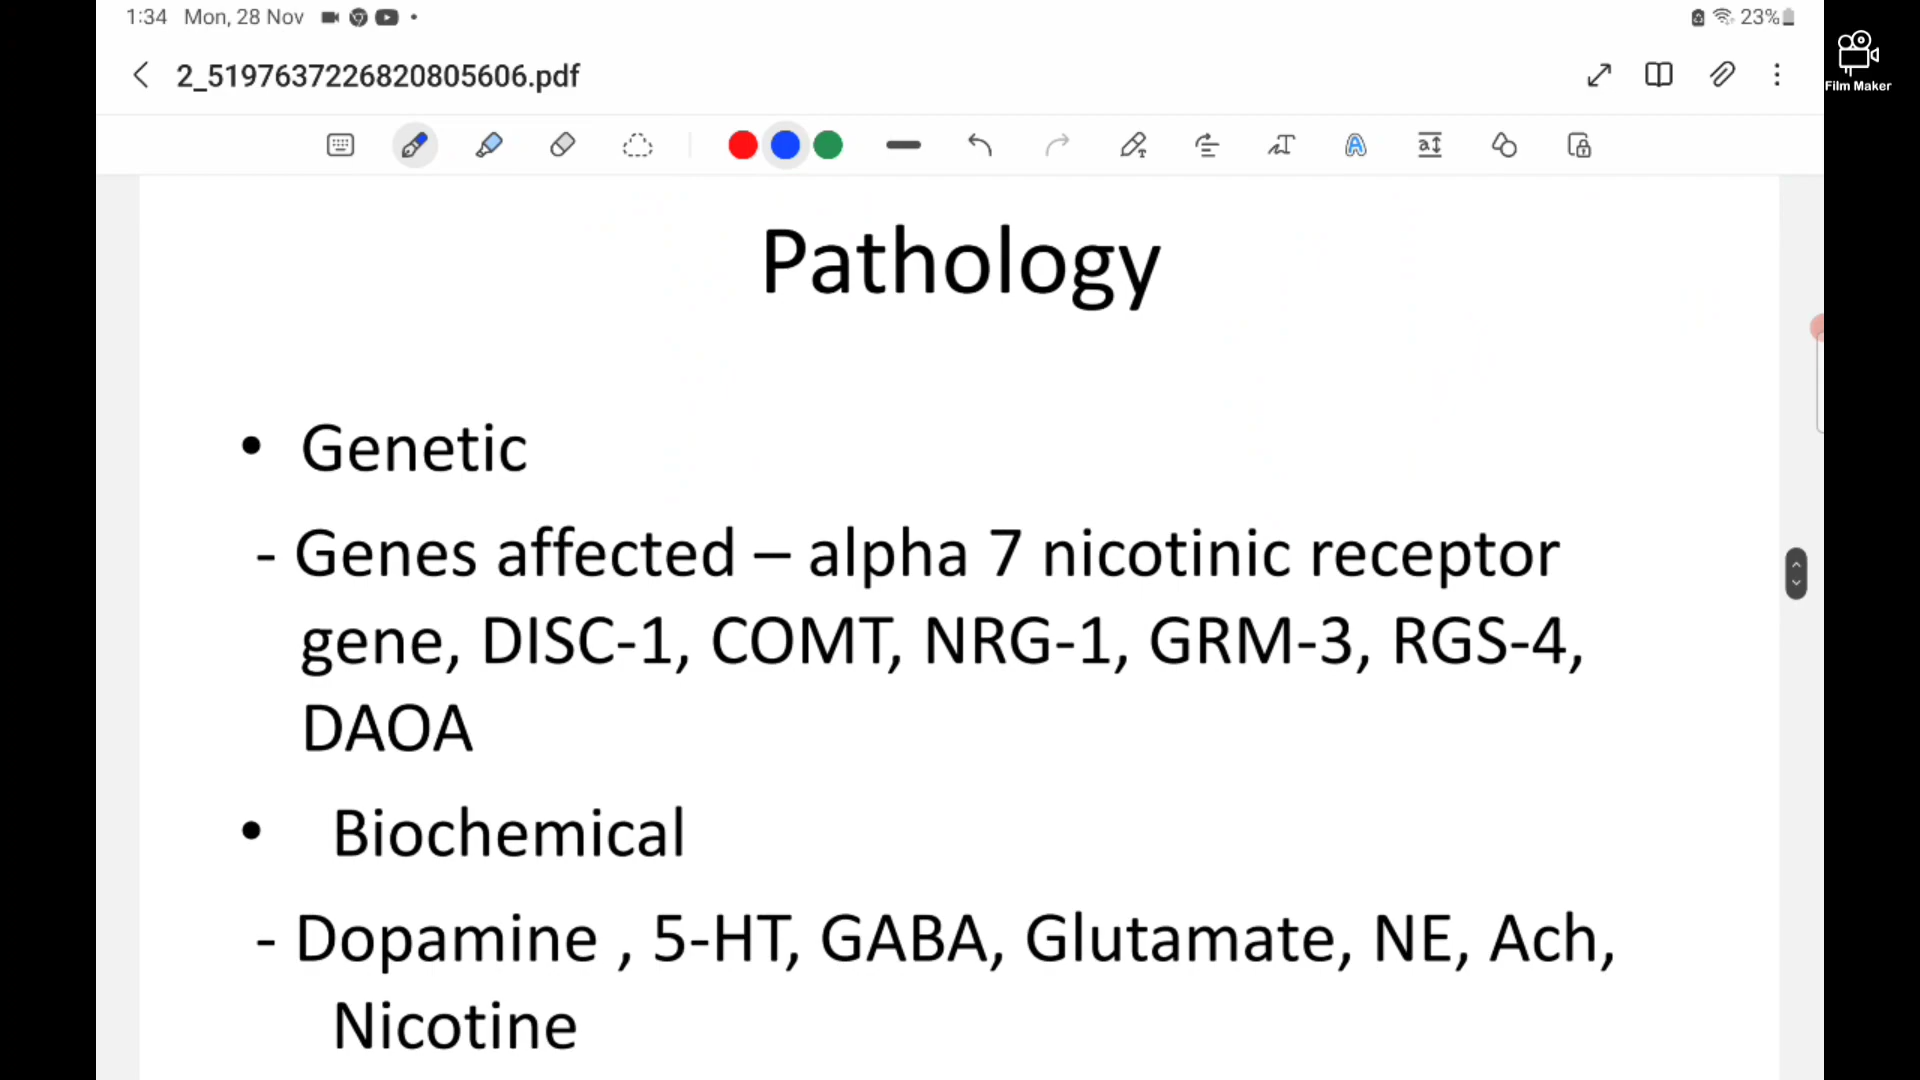 1:34 Mon, 28 Nov
23%
Film Maker
2_5197637226820805606.pdf
Pathology
• Genetic
- Genes affected – alpha 7 nicotinic receptor
gene, DISC-1, COMT, NRG-1, GRM-3, RGS-4,
DAOA
• Biochemical
- Dopamine , 5-HT, GABA, Glutamate, NE, Ach,
Nicotine